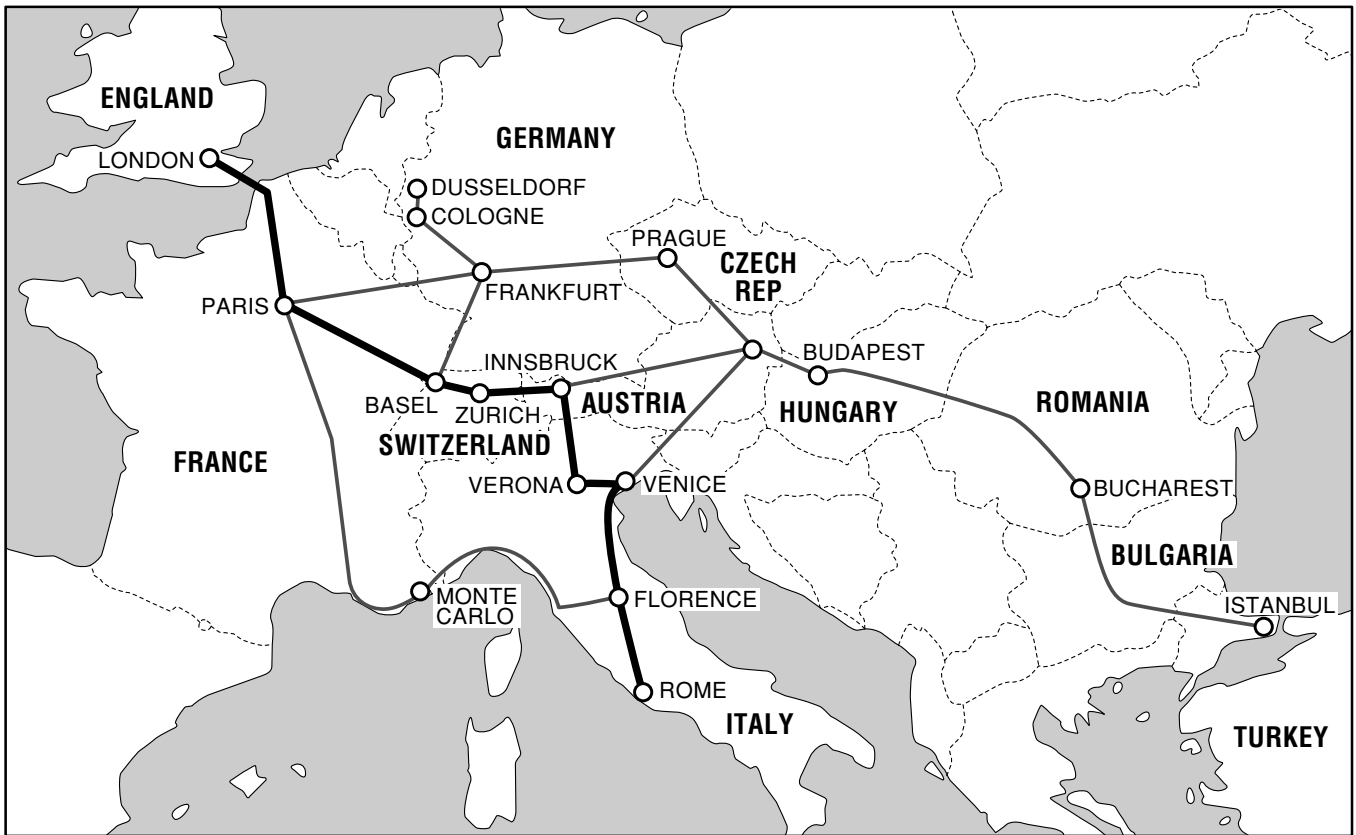 ENGLAND
LONDON
GERMANY
DUSSELDORF
COLOGNE
PRAGUE
CZECH
REP
FRANKFURT
PARIS
INNSBRUCK
BUDAPEST
BASEL
ZURICH
AUSTRIA
HUNGARY
ROMANIA
SWITZERLAND
FRANCE
VERONA
VENICE
BUCHAREST
BULGARIA
MONTE
CARLO
FLORENCE
ISTANBUL
ROME
ITALY
TURKEY